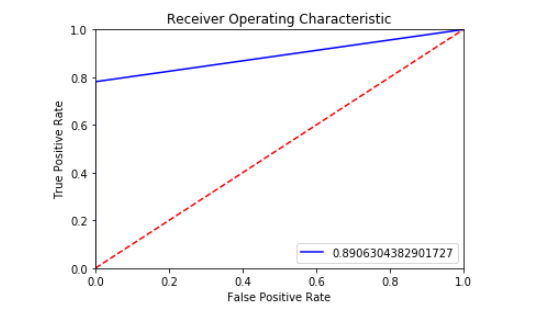 Receiver Operating Characteristic
1.0
0.8
0.6
0.4
0.2
0.0
True Positive Rate
0.8906304382901727
0.0 0.2 0.4 0.6 0.8 1.0
False Positive Rate